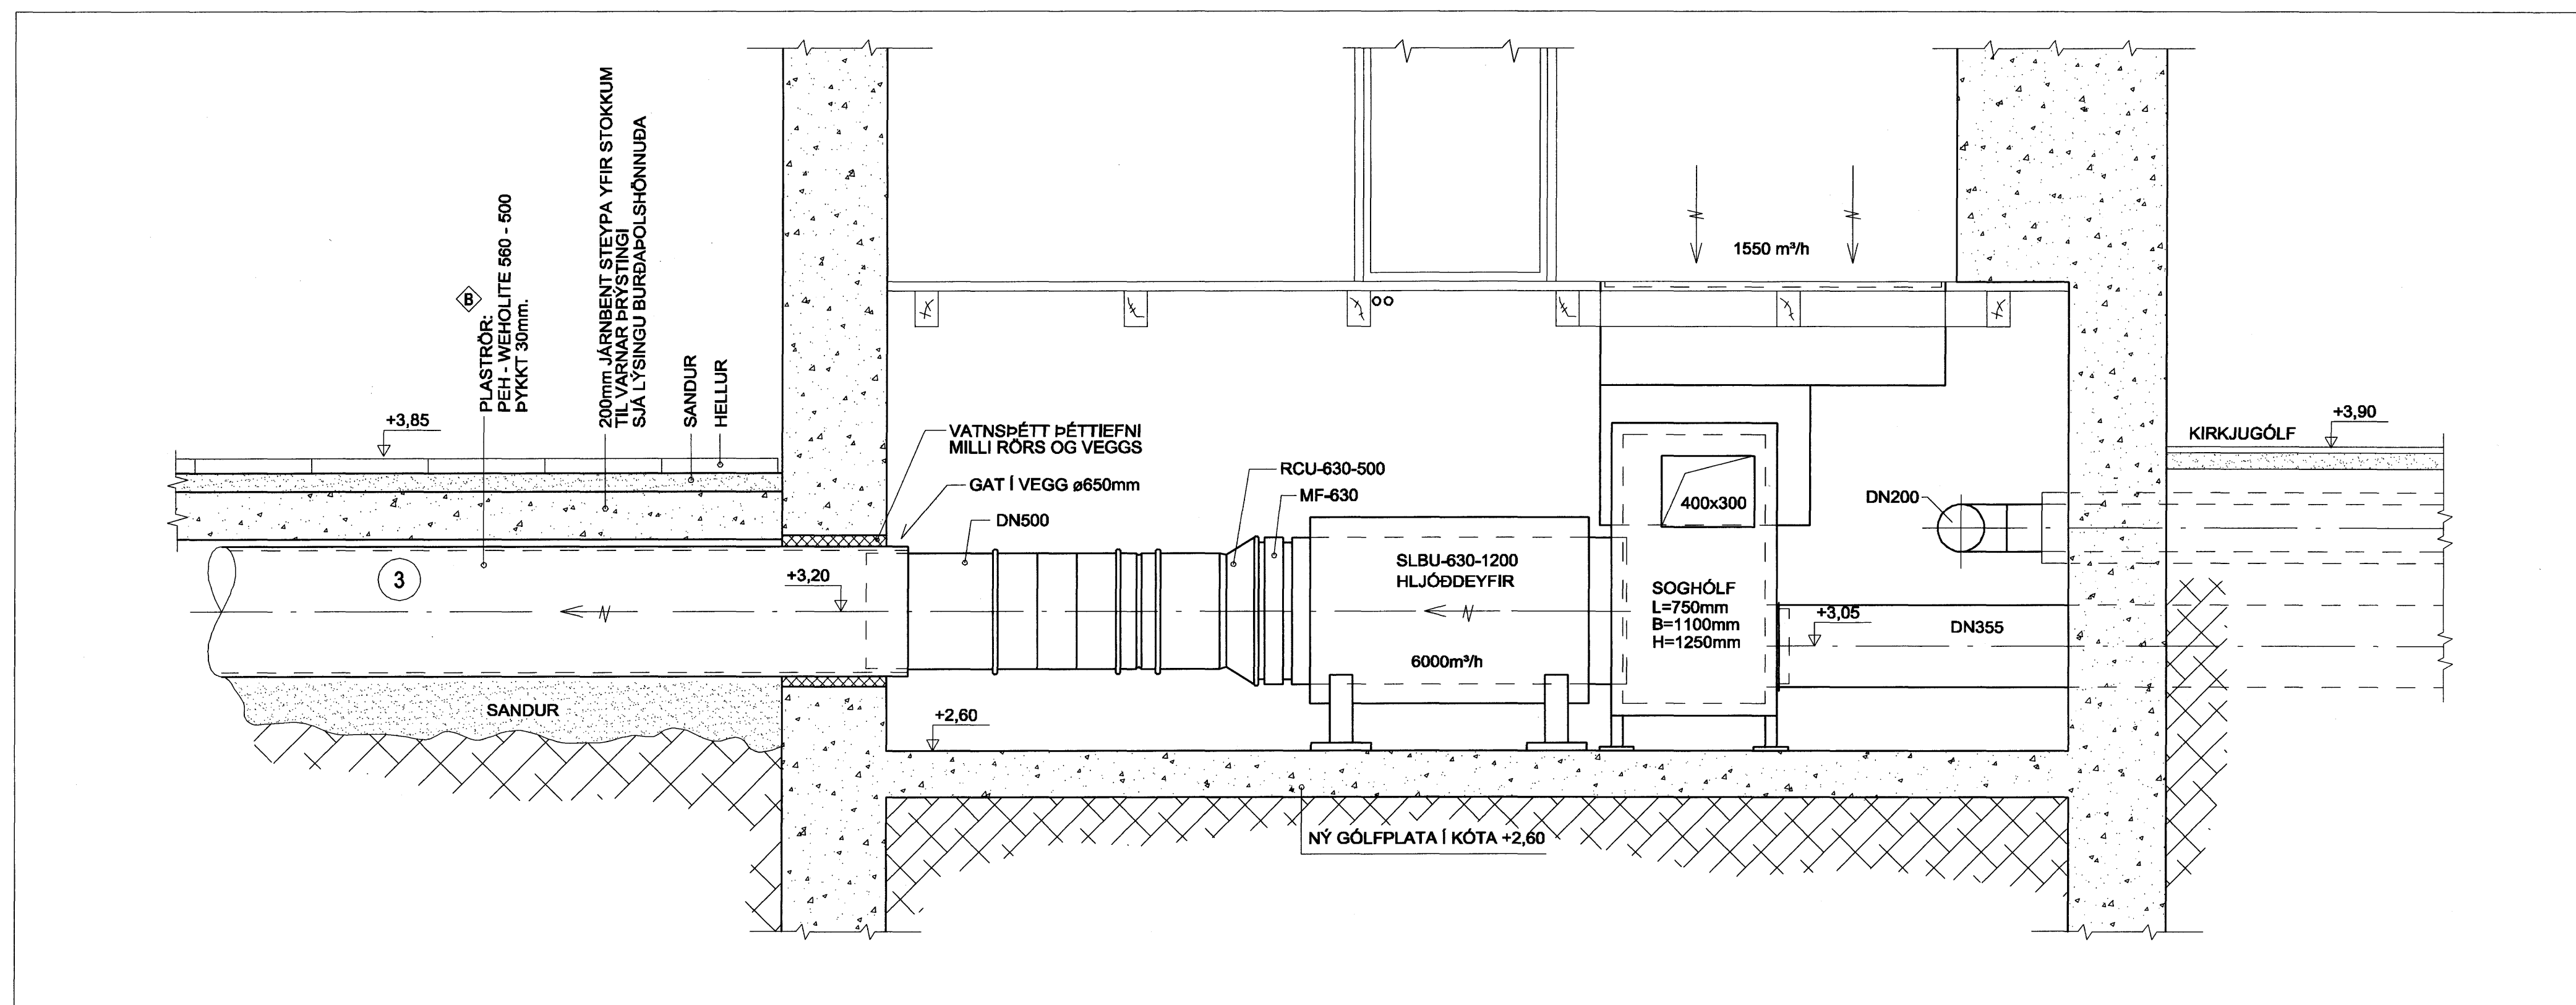 B
PLASTRÖR:
PEH - WEHOLITE 560 - 500
ÞYKKT 30mm.
200mm JÁRNBENT STEYPA YFIR STOKKUM
TIL VARNAR ÞRÝSTINGI
SJÁ LÝSINGU BURÐAÞOLSHÖNNUÐA
SANDUR
HELLUR
+3,85
VATNSÞÉTT ÞÉTTIEFNI
MILLI RÖRS OG VEGGS
GAT Í VEGG ø650mm
DN500
RCU-630-500
MF-630
1550 m³/h
400x300
DN200
KIRKJUGÓLF
+3,90
3
+3,20
SLBU-630-1200
HLJÓÐDEYFIR
6000m³/h
SOGHÓLF
L=750mm
B=1100mm
H=1250mm
+3,05
DN355
SANDUR
+2,60
NÝ GÓLFPLATA Í KÓTA +2,60